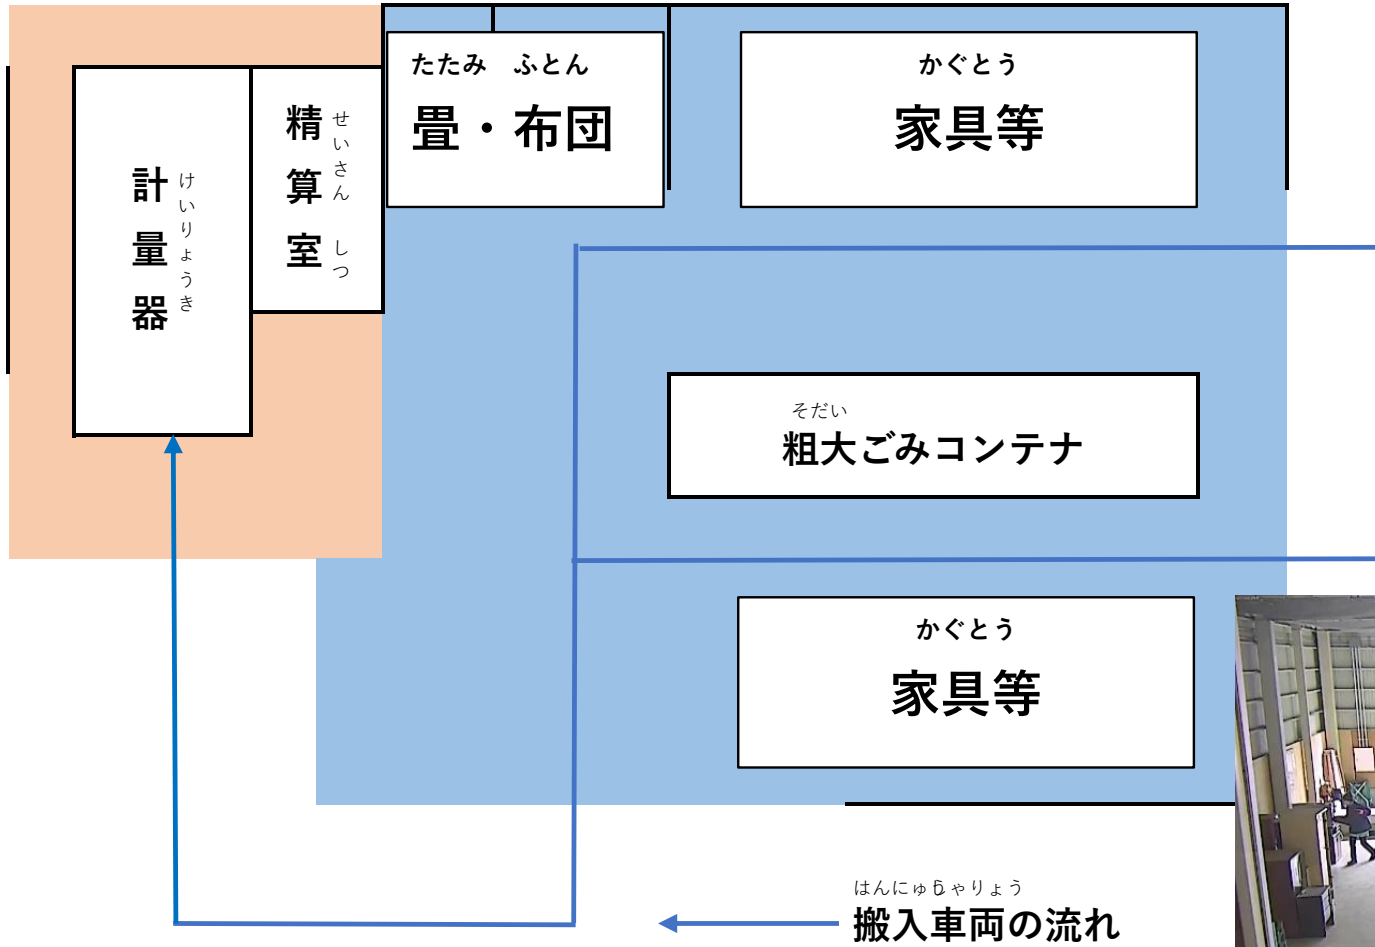 けいりょうき
計量器
せいさん しつ
精算室
たたみ ふとん
畳・布団
かぐとう
家具等
そだい
粗大ごみコンテナ
かぐとう
家具等
はんにゅうしゃりょう
搬入車両の流れ